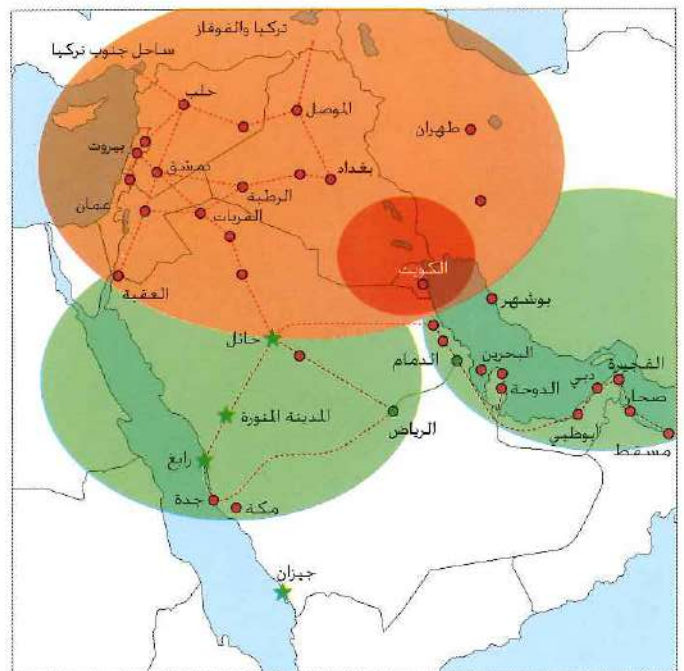 تركيا والقوقاز
ساحل جنوب تركيا
حلب
الموصل
طهران
بيروت
دمشق
بغداد
الرطبة
عمان
القريات
الكويت
العقبة
بوشهر
حائل
الدمام
البحرين
الفجيرة
دبي
الدوحة
صحار
المدينة المنورة
الرياض
أبوظبي
مسقط
رابغ
جدة
مكة
جيزان